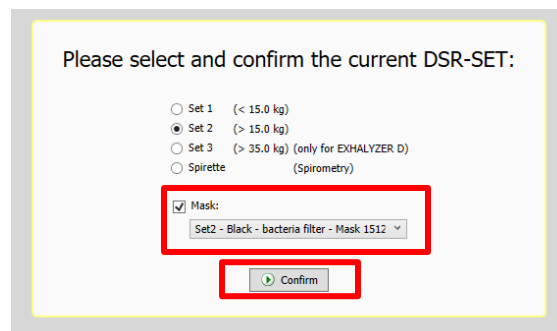 Please select and confirm the current DSR-SET:
Set 1 (< 15.0 kg)
Set 2 (> 15.0 kg)
Set 3 (> 35.0 kg) (only for EXHALYZER D)
Spirette (Spirometry)
Mask:
Set2 - Black - bacteria filter - Mask 1512
Confirm